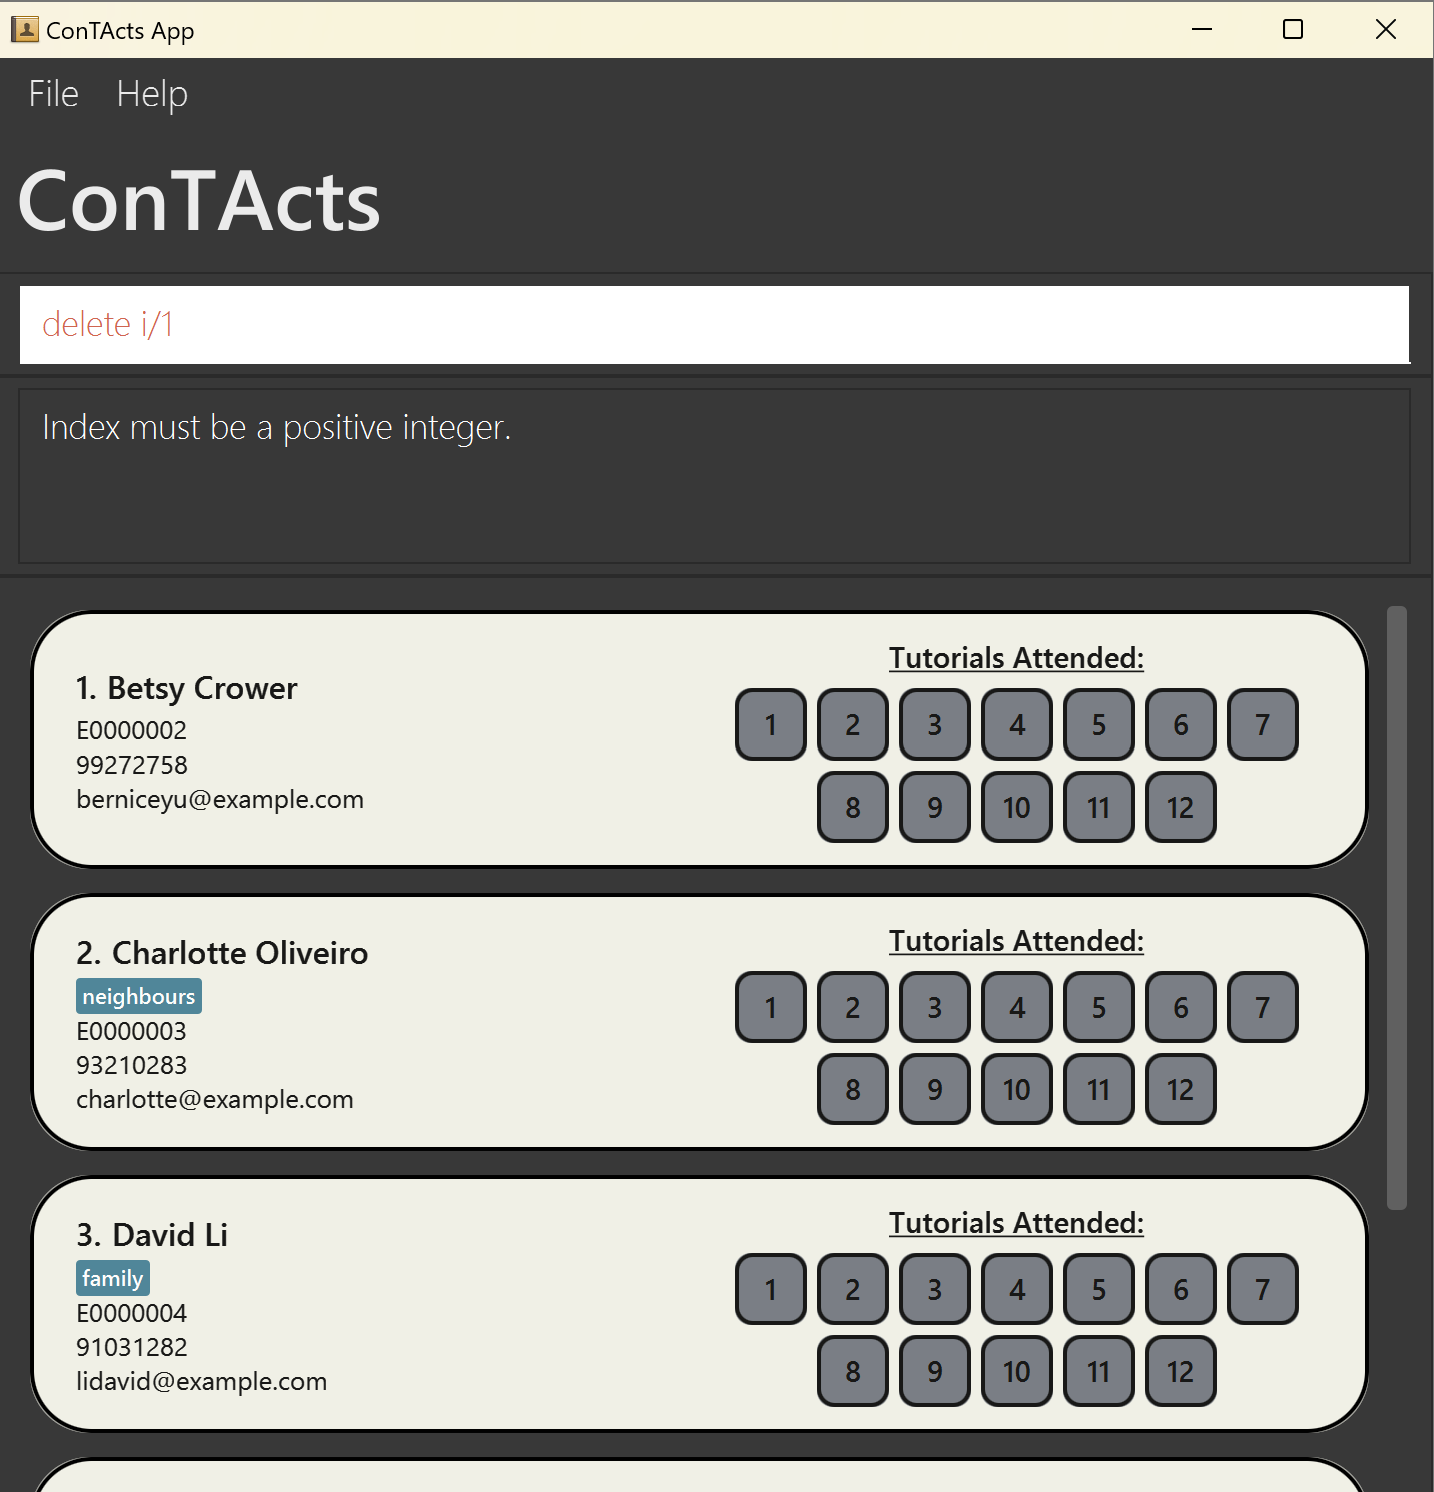 ConTActs App
File Help
ConTActs
delete i/1
Index must be a positive integer.
1. Betsy Crower
E0000002
99272758
berniceyu@example.com
Tutorials Attended:
1 2 3 4 5 6 7
8 9 10 11 12
2. Charlotte Oliveiro
neighbours
E0000003
93210283
charlotte@example.com
Tutorials Attended:
1 2 3 4 5 6 7
8 9 10 11 12
3. David Li
family
E0000004
91031282
lidavid@example.com
Tutorials Attended:
1 2 3 4 5 6 7
8 9 10 11 12